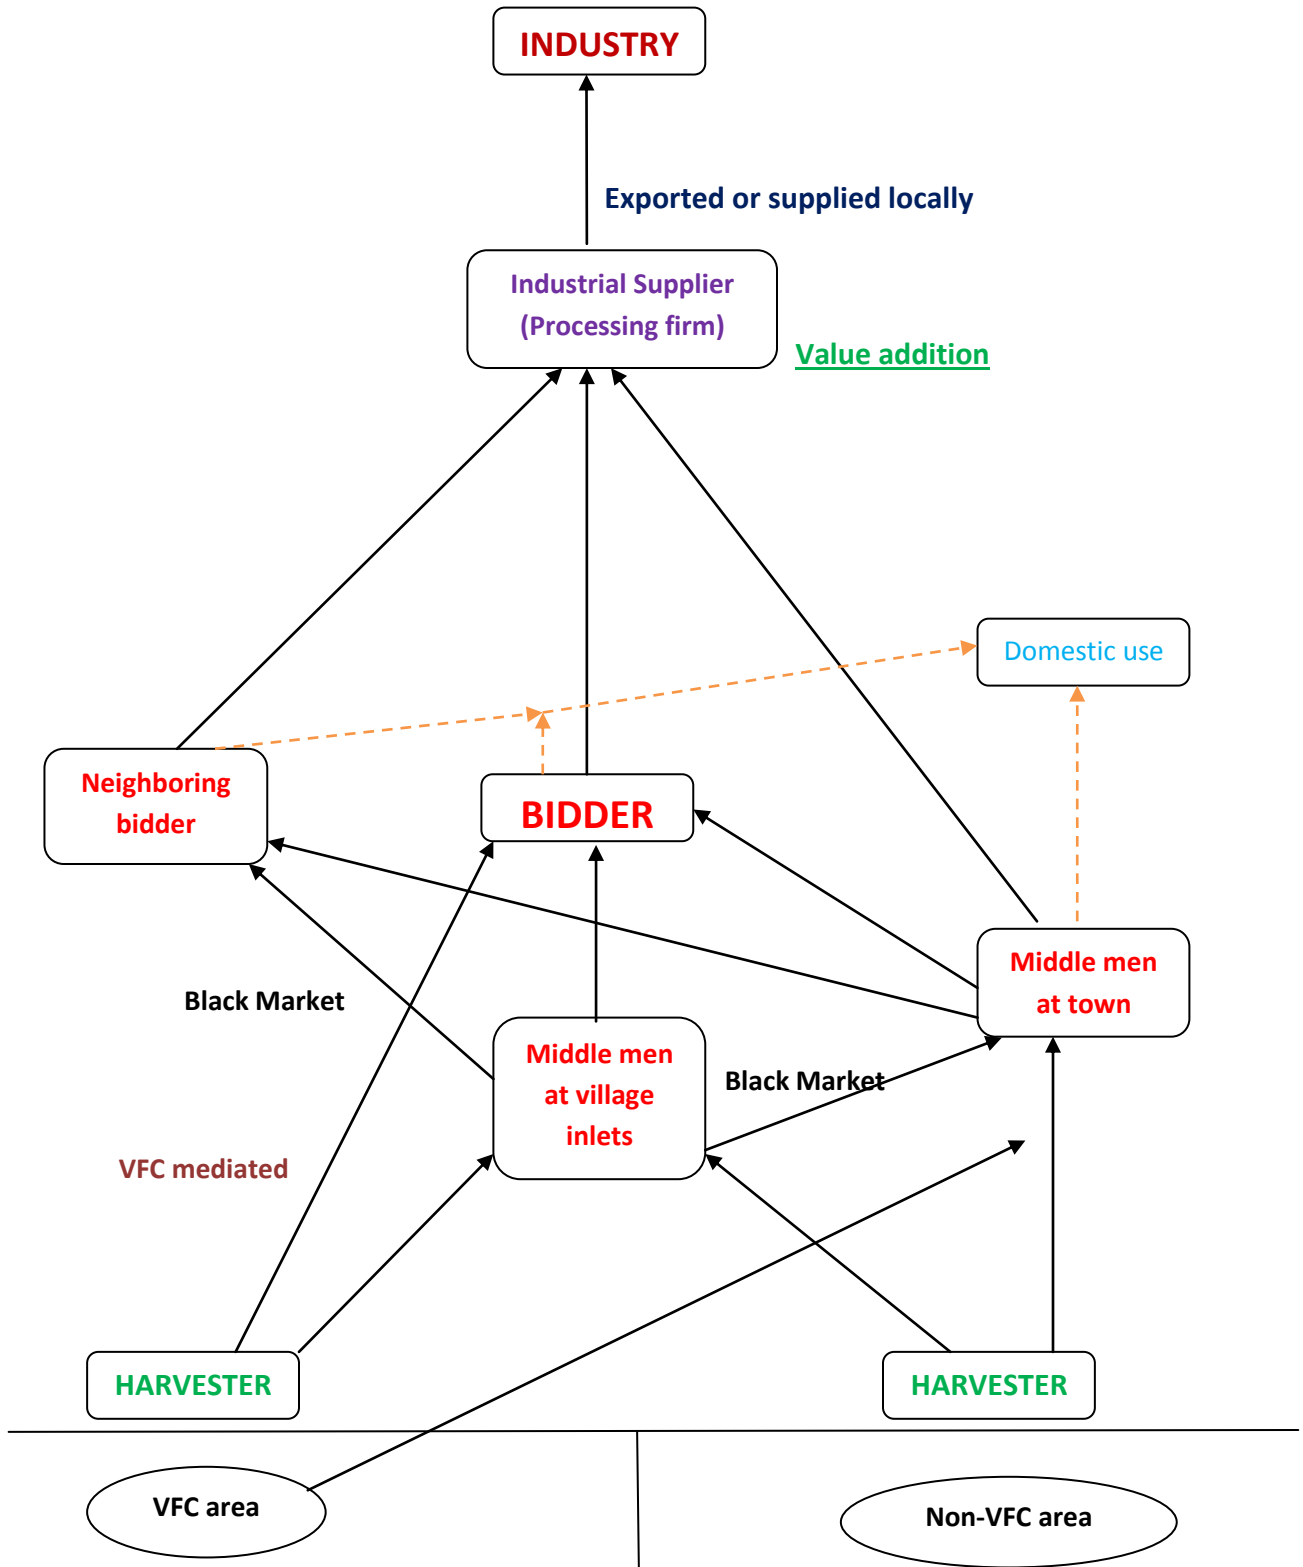 INDUSTRY
Exported or supplied locally
Industrial Supplier
(Processing firm)
Value addition
Domestic use
Neighboring
bidder
BIDDER
Middle men
at town
Black Market
Middle men
at village
inlets
Black Market
VFC mediated
HARVESTER
HARVESTER
VFC area
Non-VFC area